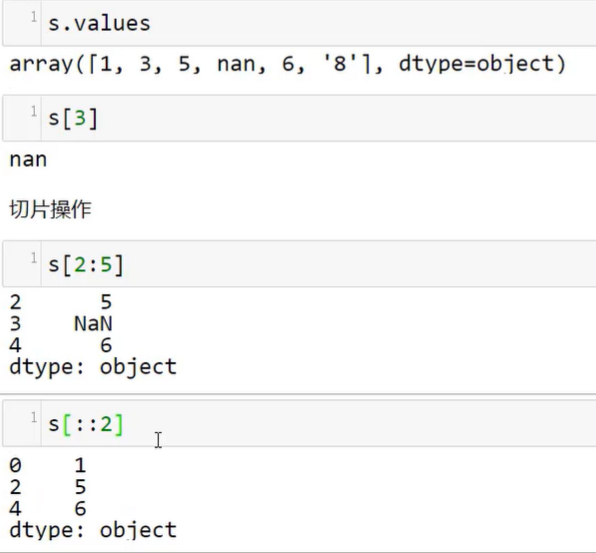 1 s.values
array([1, 3, 5, nan, 6, '8'], dtype=object)
1 s[3]
nan
切片操作
1 s[2:5]
2 5
3 NaN
4 6
dtype: object
1 s[::2]
0 1
2 5
4 6
dtype: object